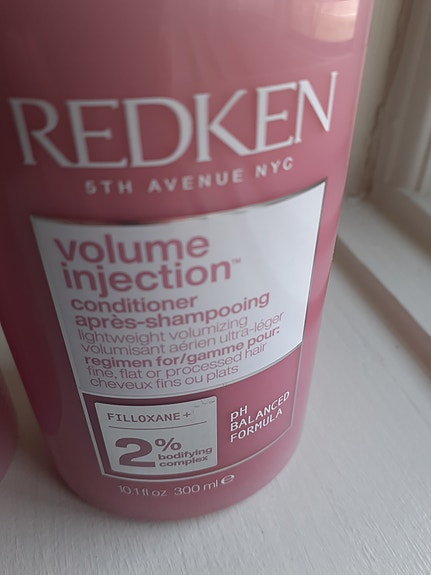 REDKEN
5TH AVENUE NYC
volume
injection™
conditioner
après-shampooing
lightweight volumizing
volumisant aérien ultra-léger
regimen for/gamme pour:
fine, flat or processed hair
cheveux fins ou plats
FILLOXANE+
2% bodifying
complex
pH
BALANCED
FORMULA
10.1 fl oz 300 ml e